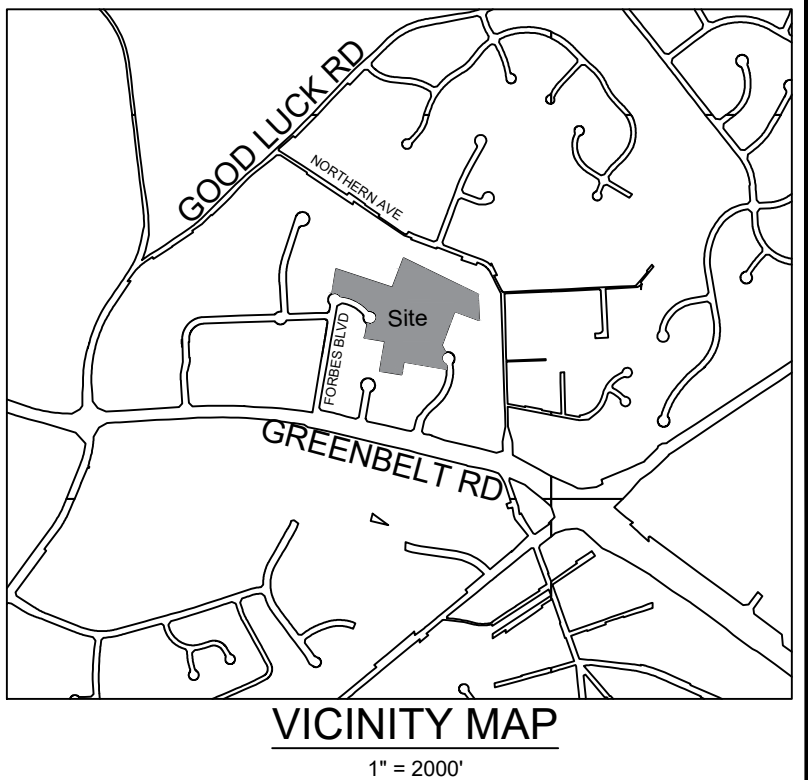 GOOD LUCK RD
NORTHERN AVE
Site
FORBES BLVD
GREENBELT RD
VICINITY MAP
1" = 2000'